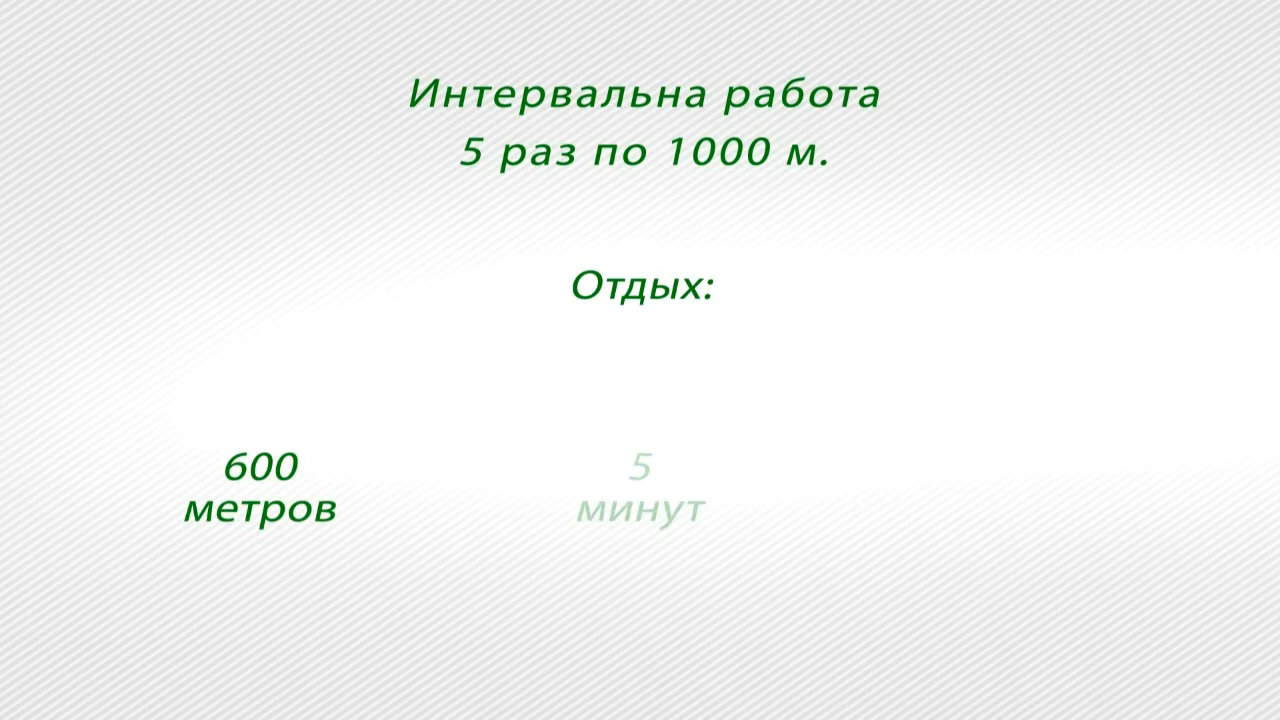 Интервальна работа
5 раз по 1000 м.
Отдых:
600
метров
5
минут